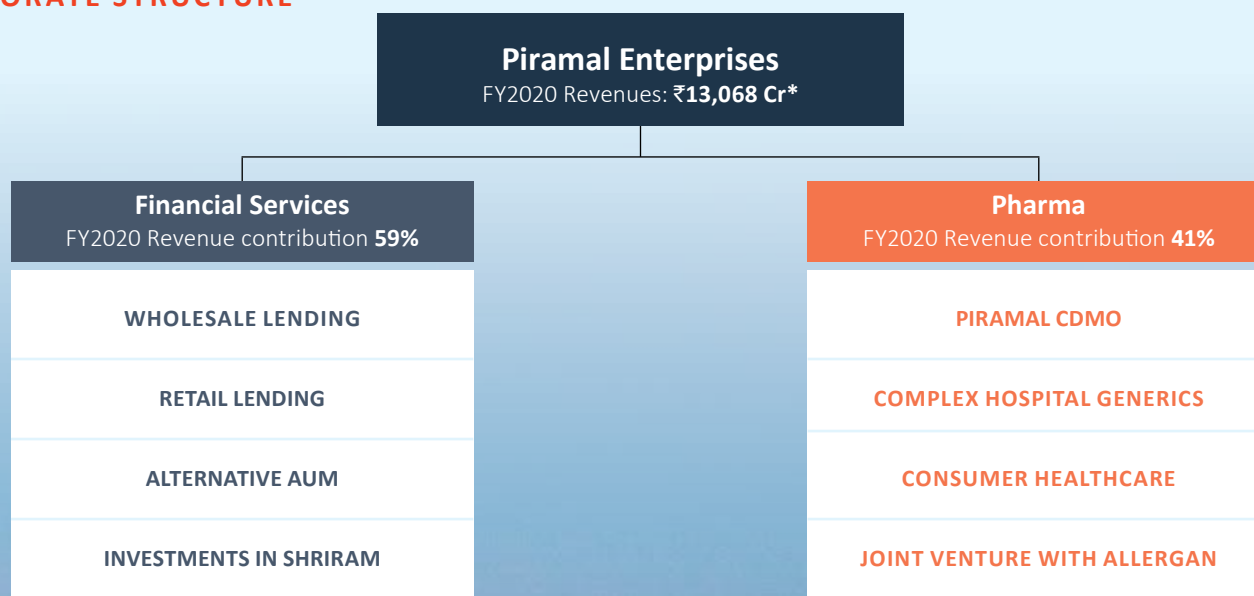 ORATE STRUCTURE
Piramal Enterprises
FY2020 Revenues: ₹13,068 Cr*
Financial Services
FY2020 Revenue contribution 59%
WHOLESALE LENDING
RETAIL LENDING
ALTERNATIVE AUM
INVESTMENTS IN SHRIRAM
Pharma
FY2020 Revenue contribution 41%
PIRAMAL CDMO
COMPLEX HOSPITAL GENERICS
CONSUMER HEALTHCARE
JOINT VENTURE WITH ALLERGAN